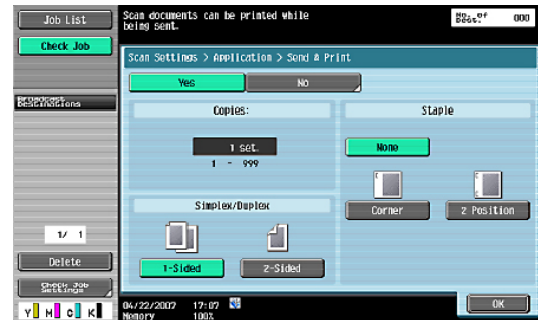 Job List
Scan documents can be printed while
being sent.
No. of
Dest.
000
Check Job
Scan Settings > Application > Send & Print
Yes
No
Broadcast
Destinations
Copies:
Staple
1 set.
1 - 999
None
Simplex/Duplex
Corner
2 Position
1/ 1
1-Sided
2-Sided
Delete
Check Job
Settings
Y M C K
04/22/2007 17:07
Memory 100%
OK